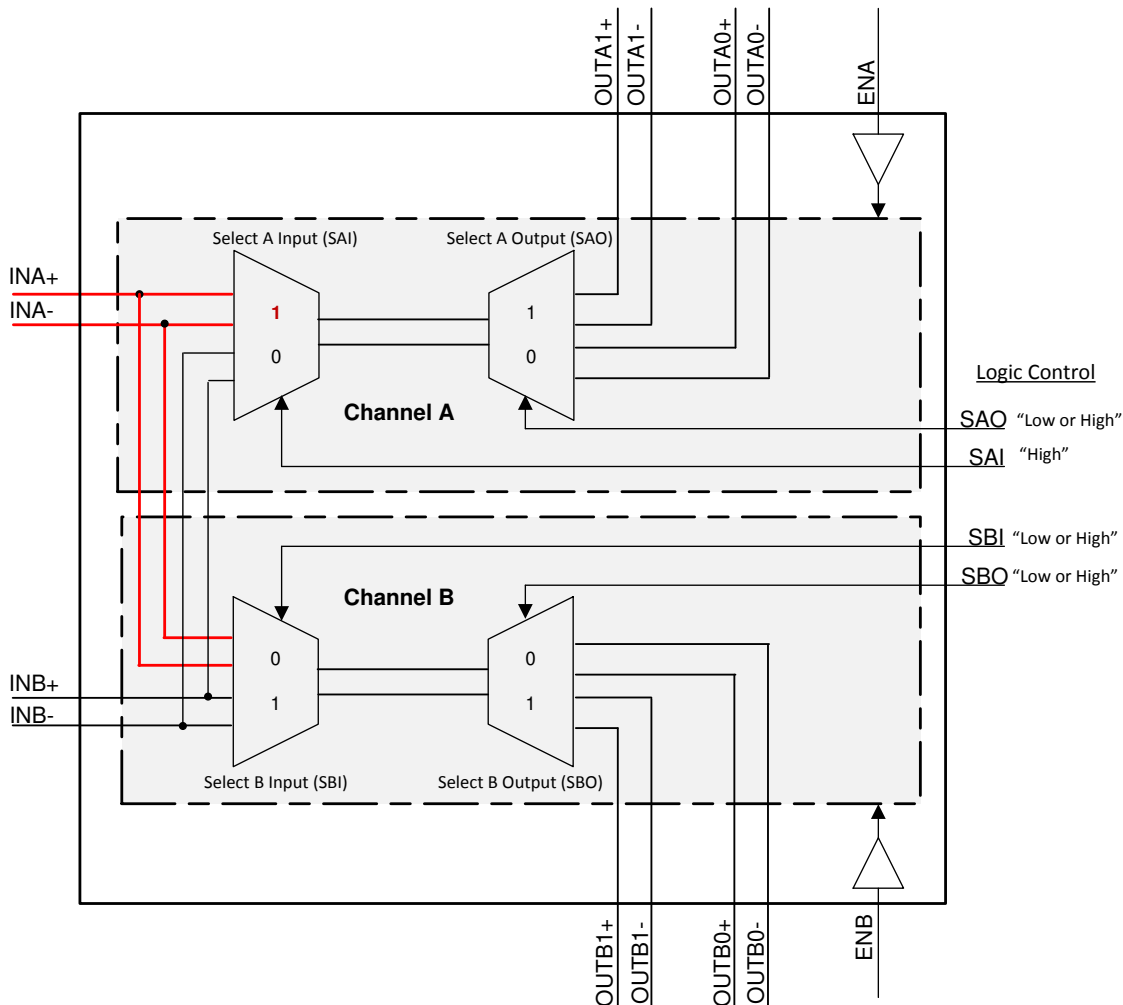 OUTA1+
OUTA1-
OUTA0+
OUTA0-
ENA
Select A Input (SAI)
Select A Output (SAO)
INA+
INA-
1
0
1
0
Channel A
Logic Control
SAO “Low or High”
SAI “High”
SBI “Low or High”
SBO “Low or High”
Channel B
0
1
0
1
INB+
INB-
Select B Input (SBI)
Select B Output (SBO)
OUTB1+
OUTB1-
OUTB0+
OUTB0-
ENB